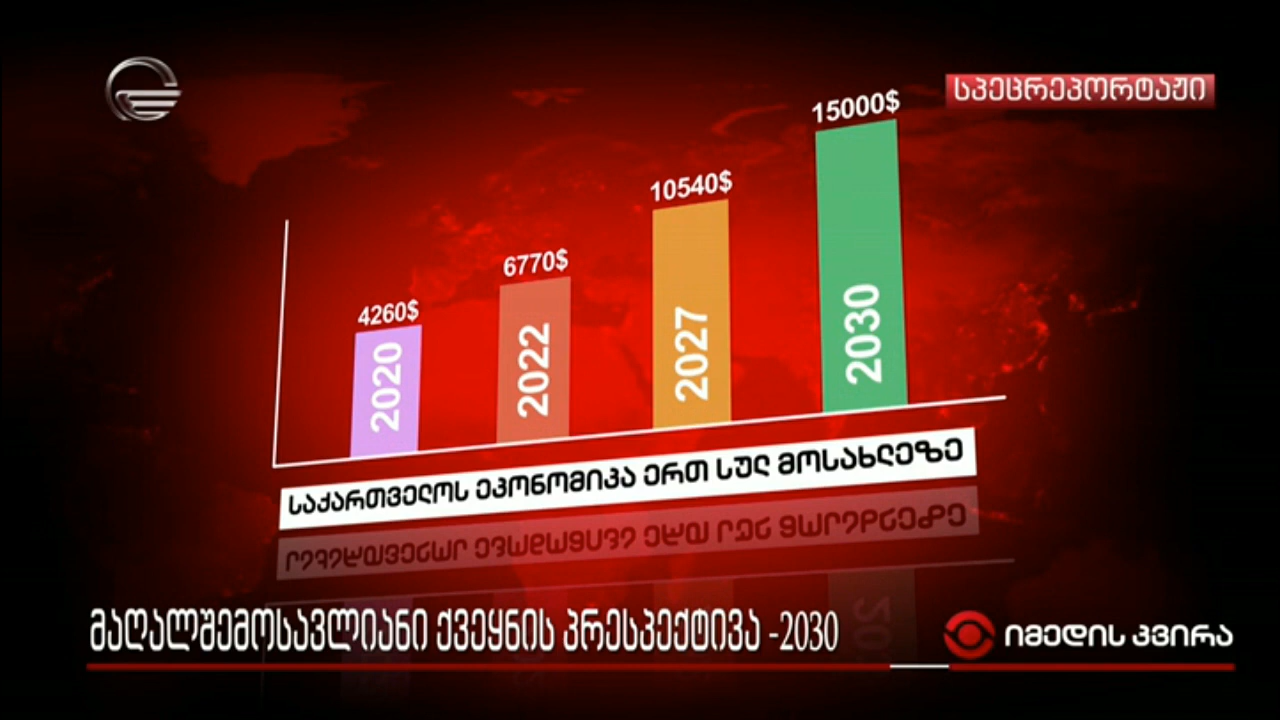 სპეცრეპორტაჟი
15000$
10540$
6770$
4260$
2020
2022
2027
2030
საქართველოს ეკონომიკა ერთ სულ მოსახლეზე
მაღალშემოსავლიანი ქვეყნის პრესპექტივა -2030
იმედის კვირა